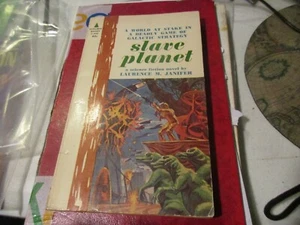 A WORLD AT STAKE IN
A DEADLY GAME OF
GALACTIC STRATEGY
slave
planet
a science fiction novel by
LAURENCE M. JANIFER